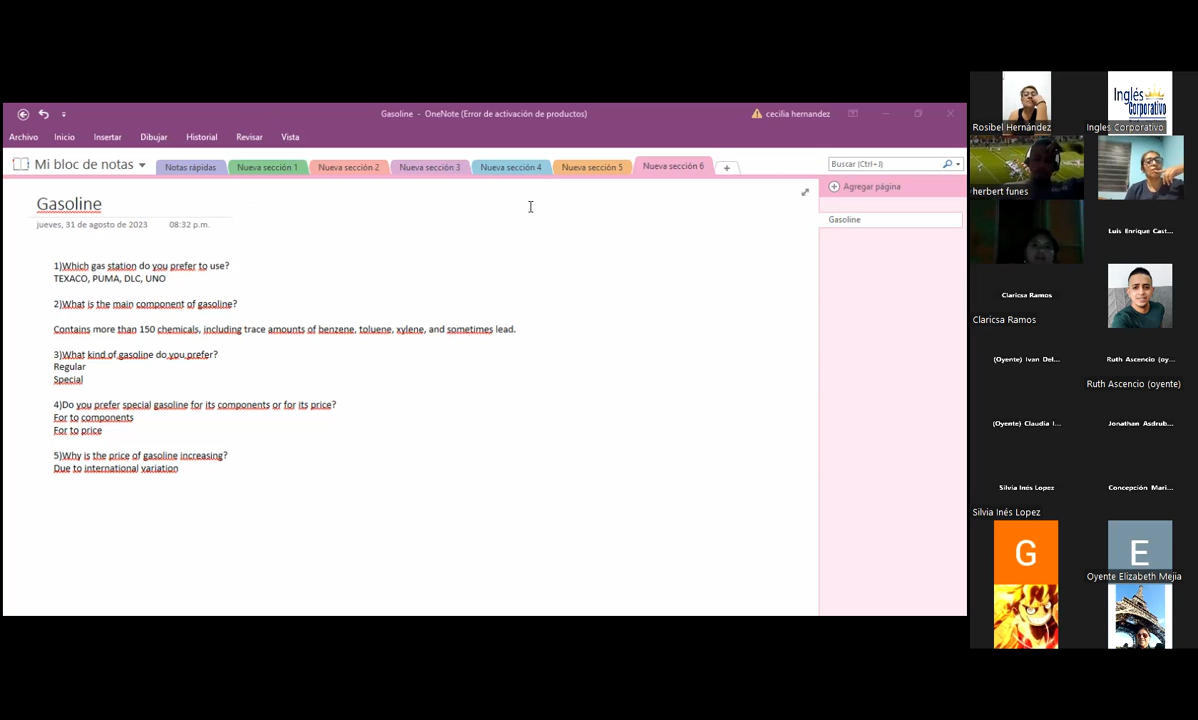 Gasoline - OneNote (Error de activación de productos)
cecilia hernandez
Archivo
Inicio
Insertar
Dibujar
Historial
Revisar
Vista
Mi bloc de notas
Notas rápidas
Nueva sección 1
Nueva sección 2
Nueva sección 3
Nueva sección 4
Nueva sección 5
Nueva sección 6
Buscar (Ctrl+J)
Agregar página
Gasoline
Gasoline
jueves, 31 de agosto de 2023 08:32 p.m.
1)Which gas station do you prefer to use?
TEXACO, PUMA, DLC, UNO
2)What is the main component of gasoline?
Contains more than 150 chemicals, including trace amounts of benzene, toluene, xylene, and sometimes lead.
3)What kind of gasoline do you prefer?
Regular
Special
4)Do you prefer special gasoline for its components or for its price?
For to components
For to price
5)Why is the price of gasoline increasing?
Due to international variation
Rosibel Hernández
Inglés
Corporativo
Ingles Corporativo
herbert funes
Luis Enrique Cast...
Claricsa Ramos
Claricsa Ramos
(Oyente) Ivan Del...
Ruth Ascencio (oy...
Ruth Ascencio (oyente)
(Oyente) Claudia I...
Jonathan Asdrub...
Silvia Inés Lopez
Concepción Mari...
Silvia Inés Lopez
G
E
Oyente Elizabeth Mejia